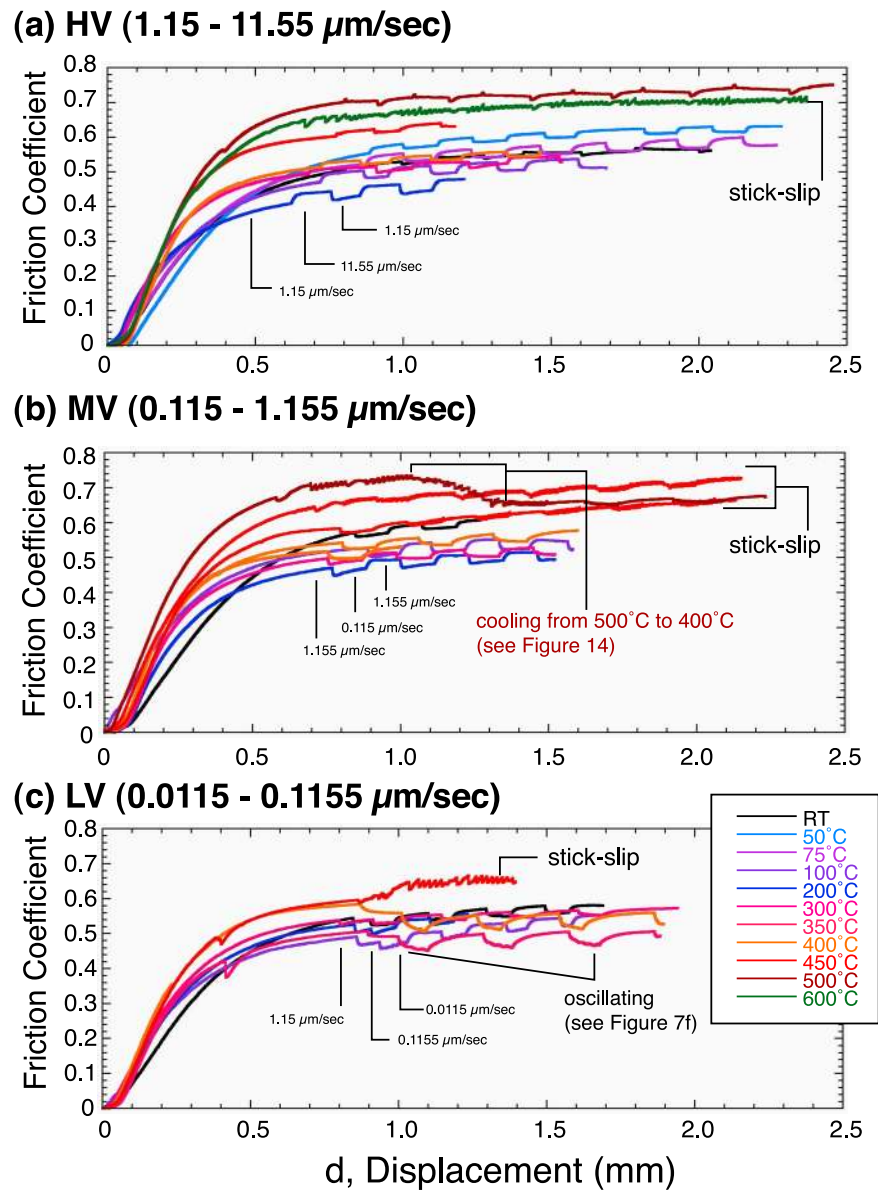 (a) HV (1.15 - 11.55 µm/sec)
0.8
0.7
0.6
0.5
0.4
0.3
0.2
0.1
0
Friction Coefficient
stick-slip
1.15 µm/sec
11.55 µm/sec
1.15 µm/sec
0 0.5 1.0 1.5 2.0 2.5
(b) MV (0.115 - 1.155 µm/sec)
0.8
0.7
0.6
0.5
0.4
0.3
0.2
0.1
0
Friction Coefficient
stick-slip
1.155 µm/sec
0.115 µm/sec
1.155 µm/sec
cooling from 500˚C to 400˚C
(see Figure 14)
0 0.5 1.0 1.5 2.0 2.5
(c) LV (0.0115 - 0.1155 µm/sec)
0.8
0.7
0.6
0.5
0.4
0.3
0.2
0.1
0
Friction Coefficient
stick-slip
0.0115 µm/sec
1.15 µm/sec
0.1155 µm/sec
oscillating
(see Figure 7f)
RT
50˚C
75˚C
100˚C
200˚C
300˚C
350˚C
400˚C
450˚C
500˚C
600˚C
0 0.5 1.0 1.5 2.0 2.5
d, Displacement (mm)